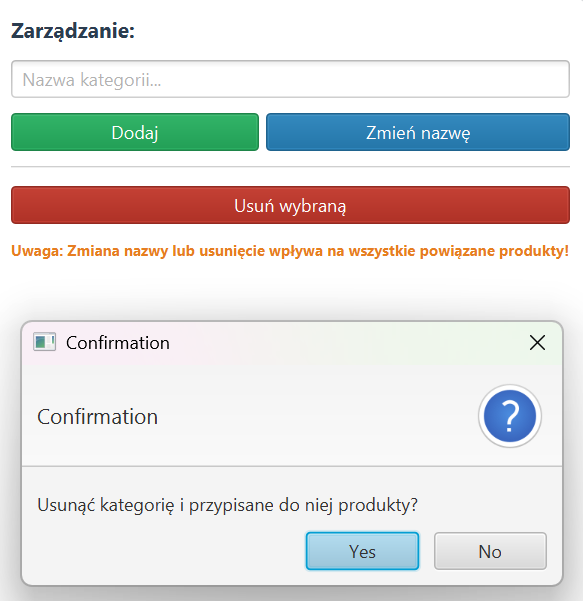 Zarządzanie:
Nazwa kategorii...
Dodaj
Zmień nazwę
Usuń wybraną
Uwaga: Zmiana nazwy lub usunięcie wpływa na wszystkie powiązane produkty!
Confirmation
Confirmation
?
Usunąć kategorię i przypisane do niej produkty?
Yes
No